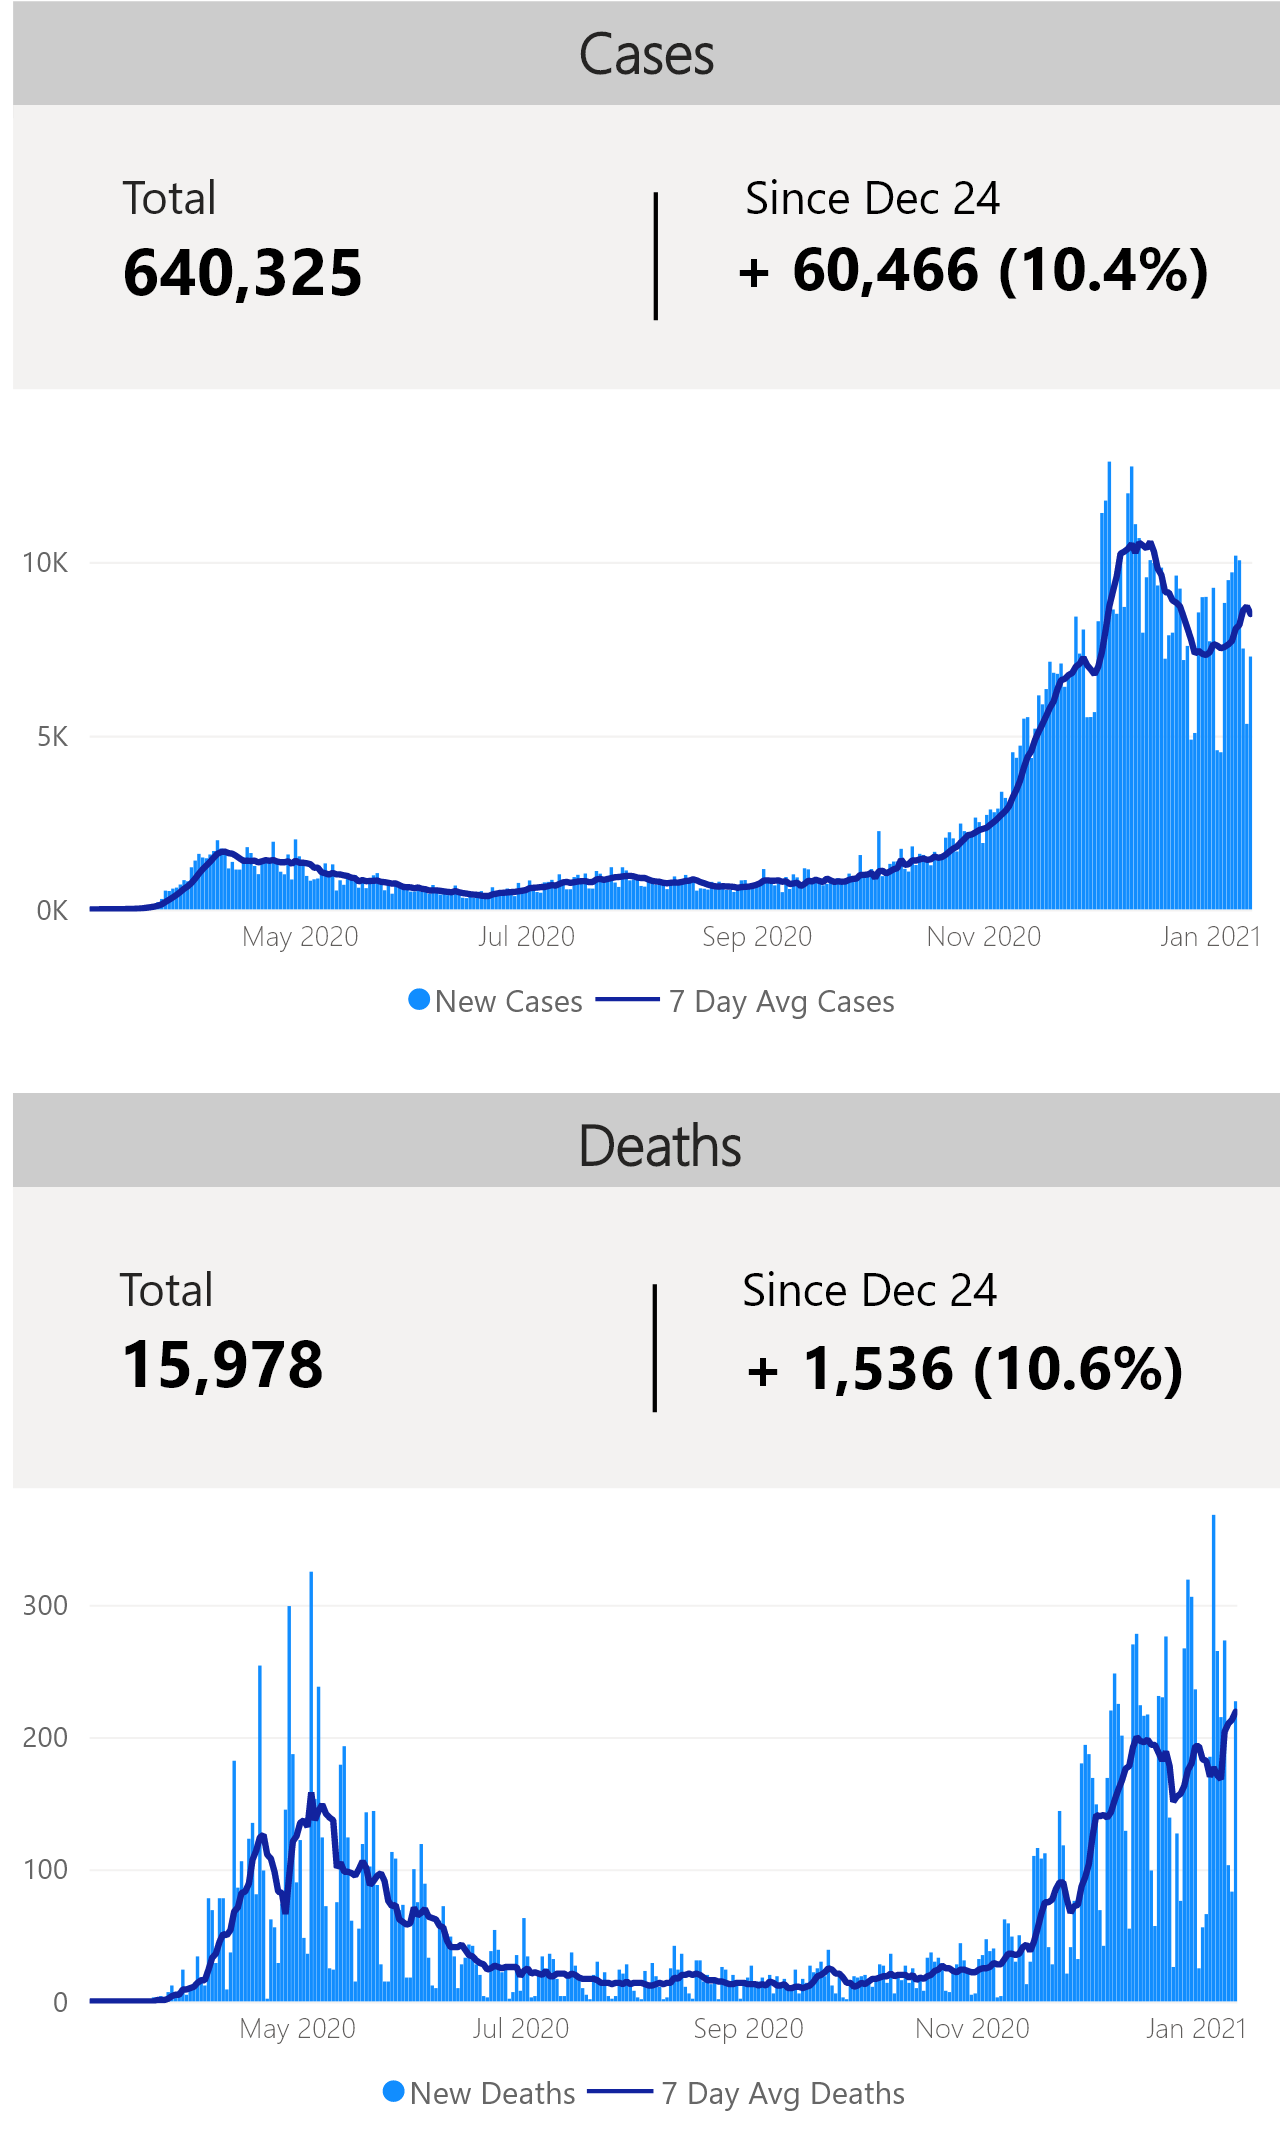 Cases
Total
Since Dec 24
640,325
+ 60,466 (10.4%)
10K
5K
0K
May 2020
Jul 2020
Sep 2020
Nov 2020
Jan 2021
New Cases
7 Day Avg Cases
Deaths
Total
Since Dec 24
15,978
+ 1,536 (10.6%)
300
200
100
0
May 2020
Jul 2020
Sep 2020
Nov 2020
Jan 2021
New Deaths
7 Day Avg Deaths